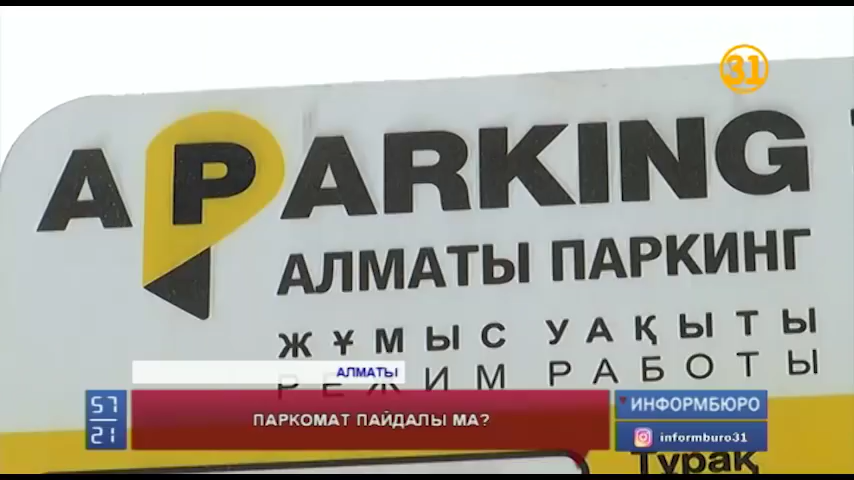 31
APARKING
АЛМАТЫ ПАРКИНГ
ЖҰМЫС УАҚЫТЫ
РЕЖИМ РАБОТЫ
АЛМАТЫ
57
21
ПАРКОМАТ ПАЙДАЛЫ МА?
ИНФОРМБЮРО
informburo31
Тұрақ